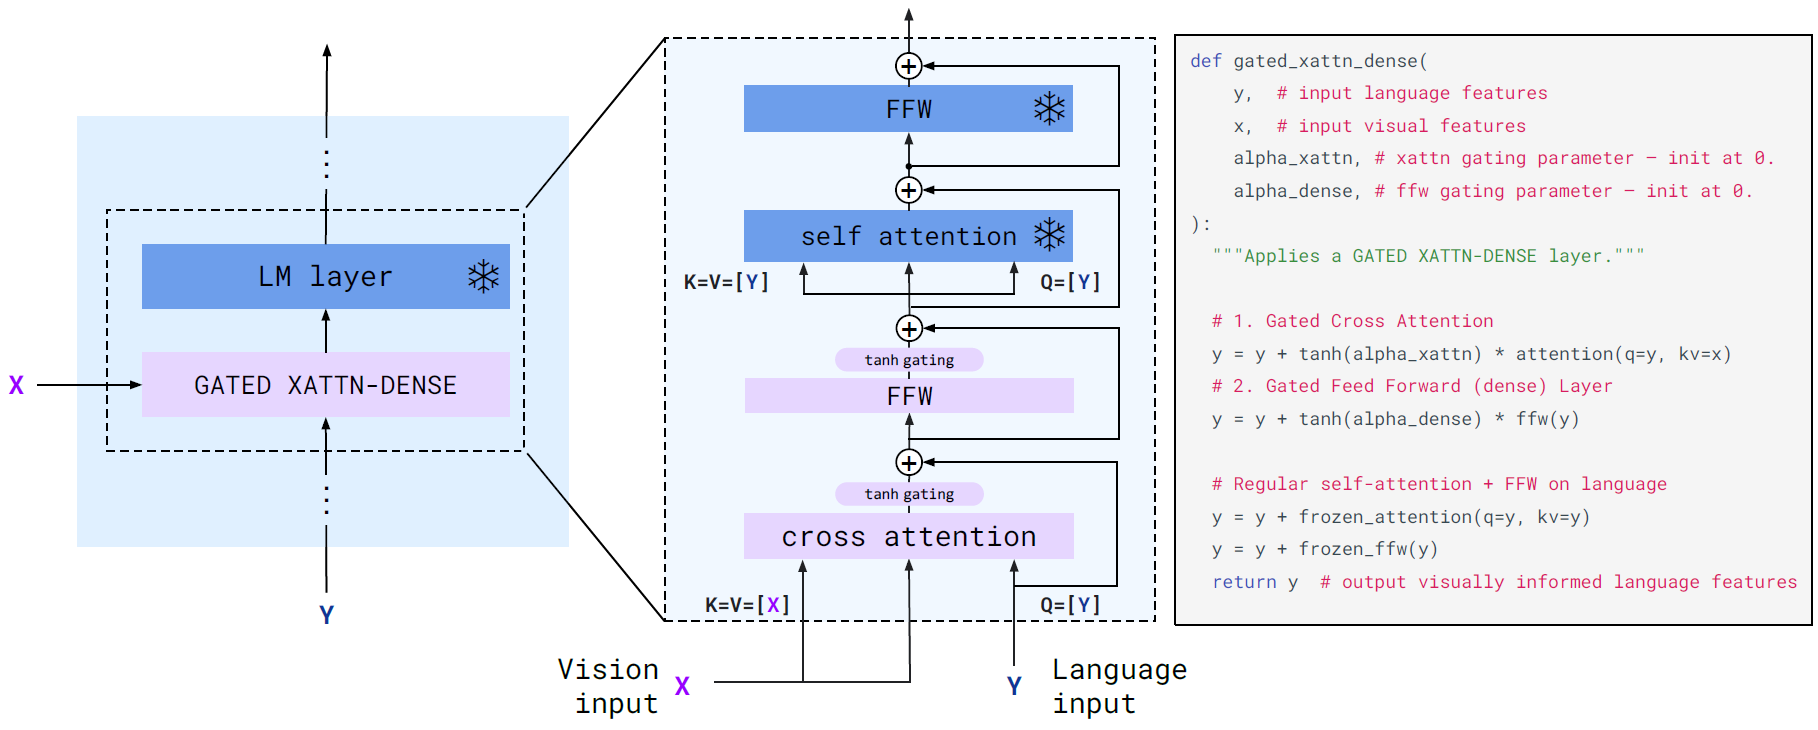 LM layer
X
GATED XATTN-DENSE
Y
FFW
self attention
K=V=[Y]
Q=[Y]
tanh gating
FFW
tanh gating
cross attention
K=V=[X]
Q=[Y]
Vision
input
X
Y
Language
input
def gated_xattn_dense(
y,  # input language features
x,  # input visual features
alpha_xattn, # xattn gating parameter – init at 0.
alpha_dense, # ffw gating parameter – init at 0.
):
"""Applies a GATED XATTN-DENSE layer."""
# 1. Gated Cross Attention
y = y + tanh(alpha_xattn) * attention(q=y, kv=x)
# 2. Gated Feed Forward (dense) Layer
y = y + tanh(alpha_dense) * ffw(y)
# Regular self-attention + FFW on language
y = y + frozen_attention(q=y, kv=y)
y = y + frozen_ffw(y)
return y  # output visually informed language features